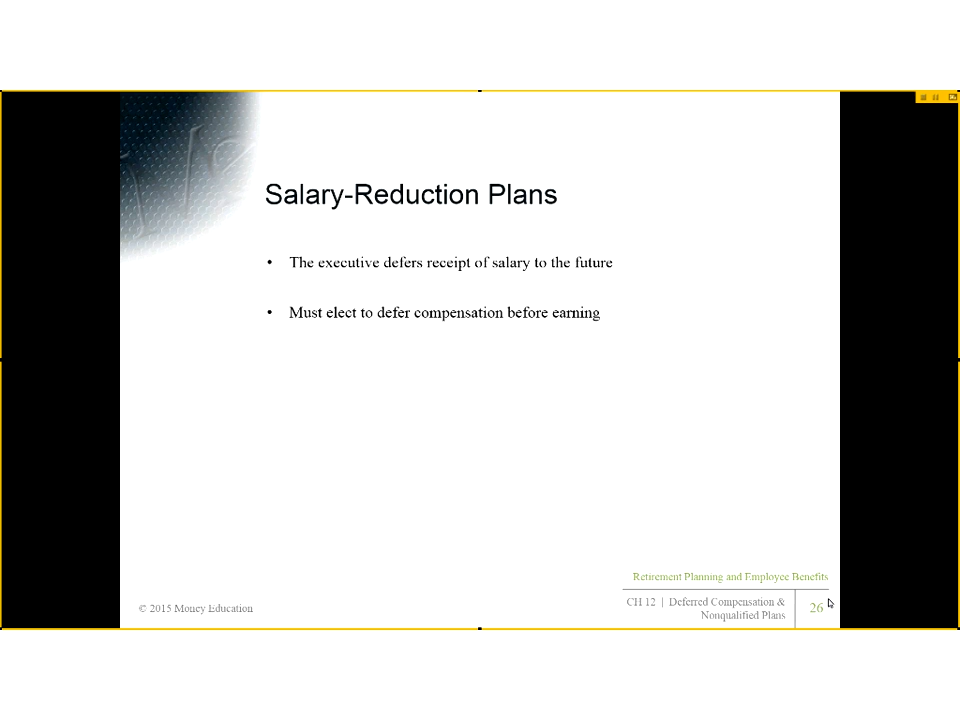 Salary-Reduction Plans
• The executive defers receipt of salary to the future
• Must elect to defer compensation before earning
Retirement Planning and Employee Benefits
© 2015 Money Education
CH 12 | Deferred Compensation &
Nonqualified Plans
26